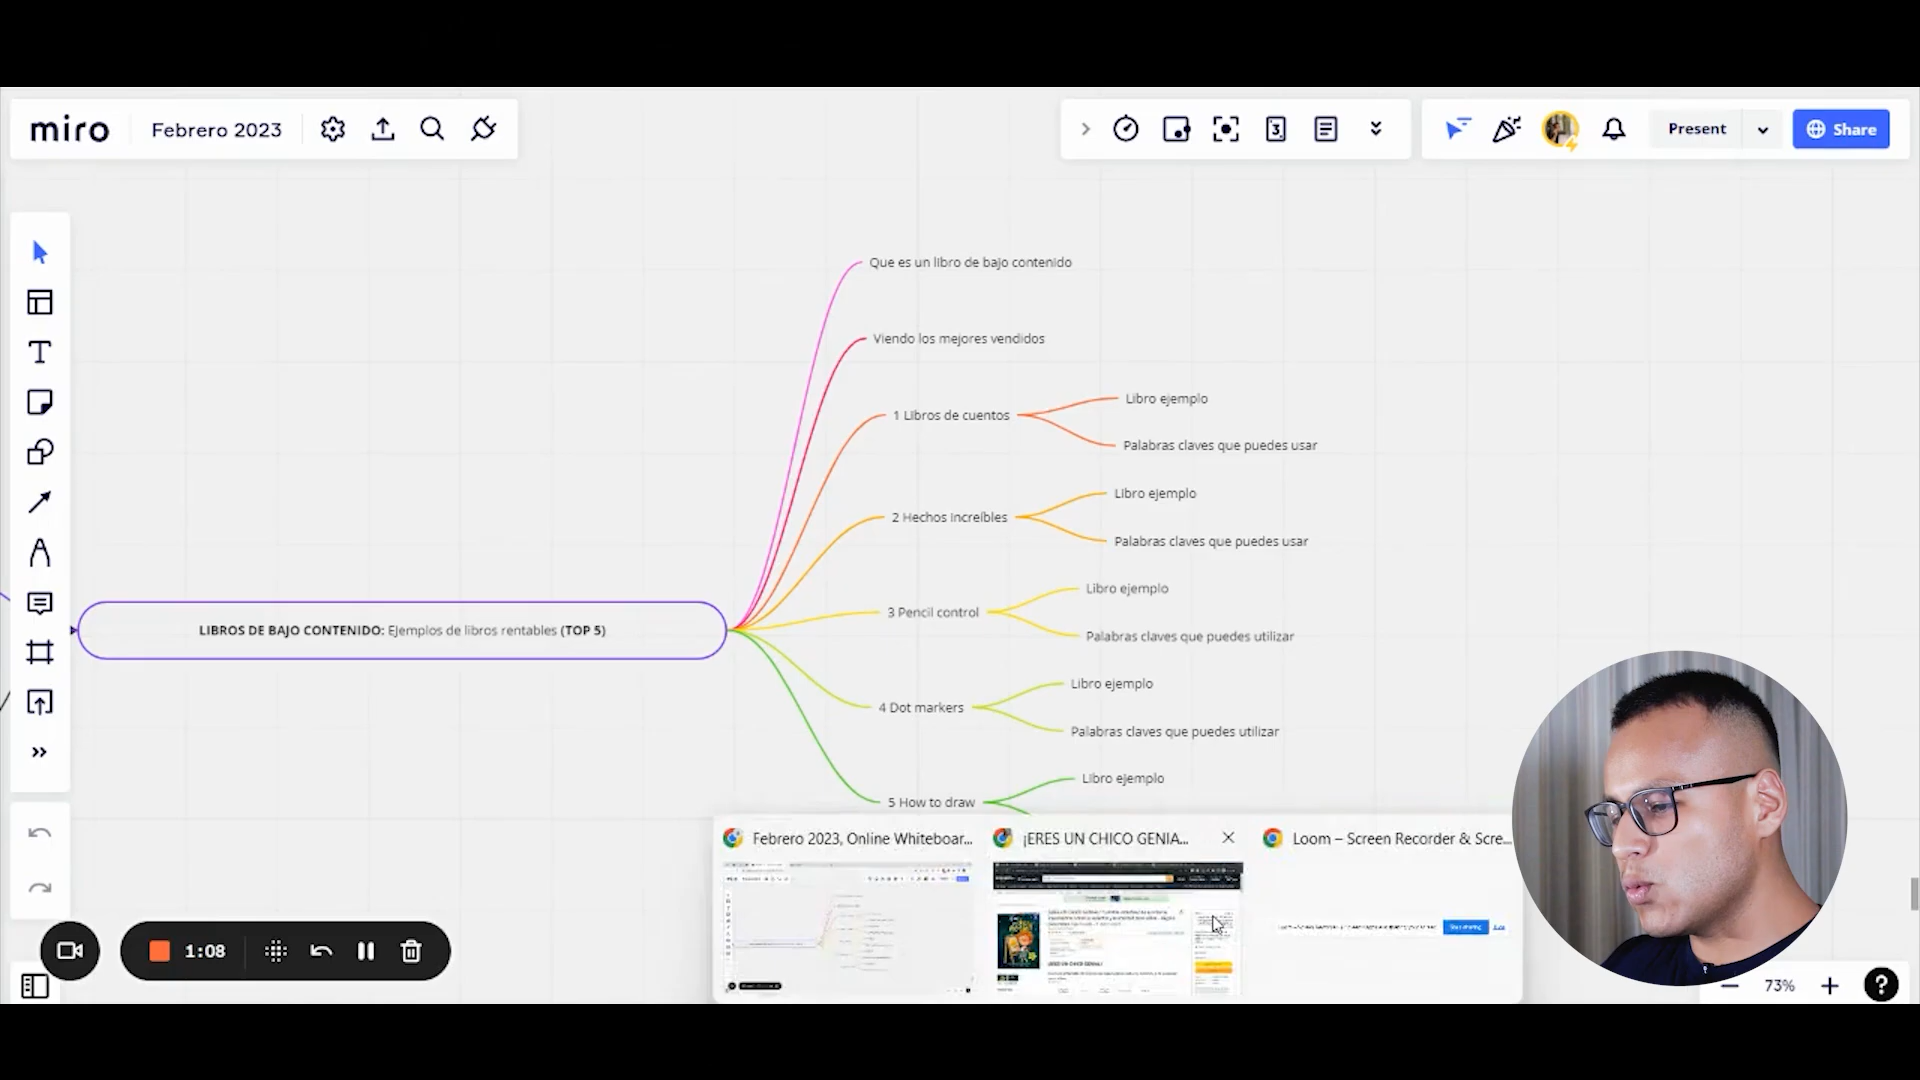 miro
Febrero 2023
Present
Share
Que es un libro de bajo contenido
Viendo los mejores vendidos
1 Libros de cuentos
Libro ejemplo
Palabras claves que puedes usar
2 Hechos Increíbles
Libro ejemplo
Palabras claves que puedes usar
3 Pencil control
Libro ejemplo
Palabras claves que puedes utilizar
LIBROS DE BAJO CONTENIDO: Ejemplos de libros rentables (TOP 5)
4 Dot markers
Libro ejemplo
Palabras claves que puedes utilizar
5 How to draw
Libro ejemplo
Febrero 2023, Online Whiteboar...
¡ERES UN CHICO GENIA...
Loom – Screen Recorder & Scre...
1:08
73%